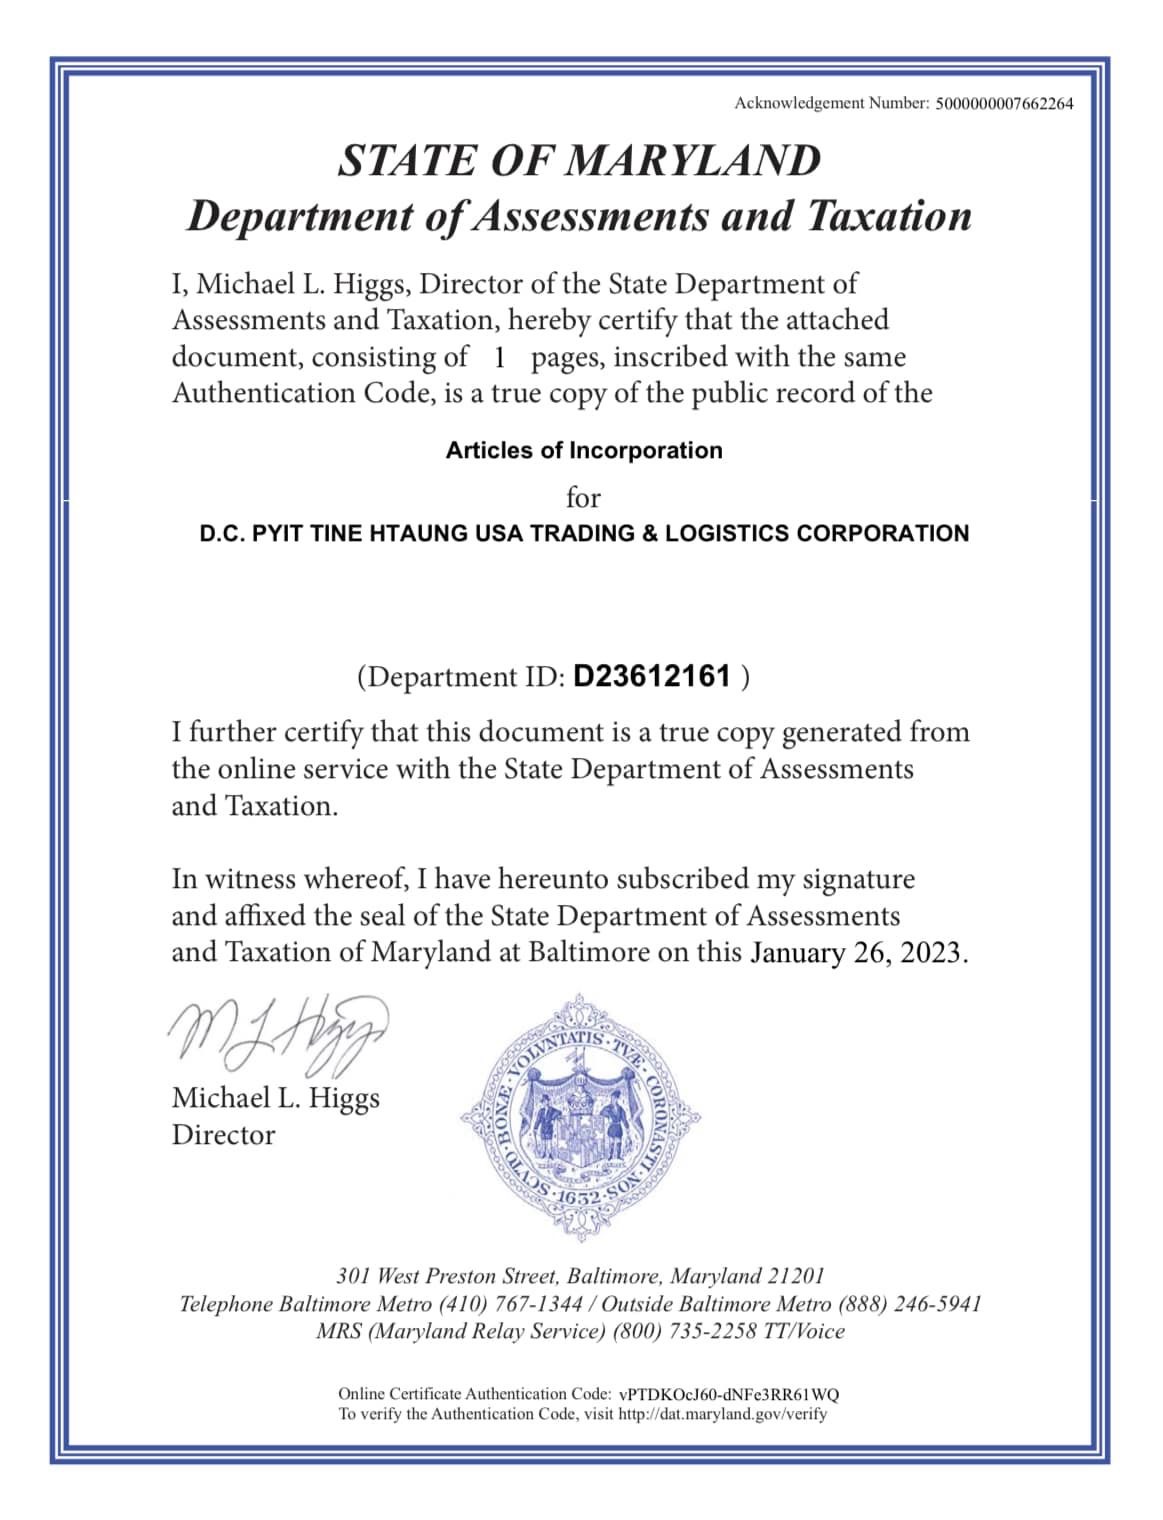 Acknowledgement Number: 5000000007662264
STATE OF MARYLAND
Department of Assessments and Taxation
I, Michael L. Higgs, Director of the State Department of
Assessments and Taxation, hereby certify that the attached
document, consisting of 1 pages, inscribed with the same
Authentication Code, is a true copy of the public record of the
Articles of Incorporation
for
D.C. PYIT TINE HTAUNG USA TRADING & LOGISTICS CORPORATION
(Department ID: D23612161 )
I further certify that this document is a true copy generated from
the online service with the State Department of Assessments
and Taxation.
In witness whereof, I have hereunto subscribed my signature
and affixed the seal of the State Department of Assessments
and Taxation of Maryland at Baltimore on this January 26, 2023.
Michael L. Higgs
Director
SCVTO · BONÆ · VOLVNTATIS · TVÆ · CORONASTI · NOS
· 1632 ·
301 West Preston Street, Baltimore, Maryland 21201
Telephone Baltimore Metro (410) 767-1344 / Outside Baltimore Metro (888) 246-5941
MRS (Maryland Relay Service) (800) 735-2258 TT/Voice
Online Certificate Authentication Code: vPTDKOcJ60-dNFe3RR61WQ
To verify the Authentication Code, visit http://dat.maryland.gov/verify